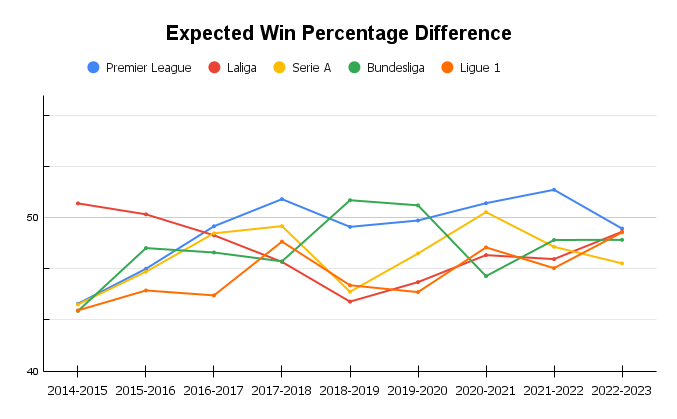 Expected Win Percentage Difference
Premier League Laliga Serie A Bundesliga Ligue 1
50
40
2014-2015 2015-2016 2016-2017 2017-2018 2018-2019 2019-2020 2020-2021 2021-2022 2022-2023